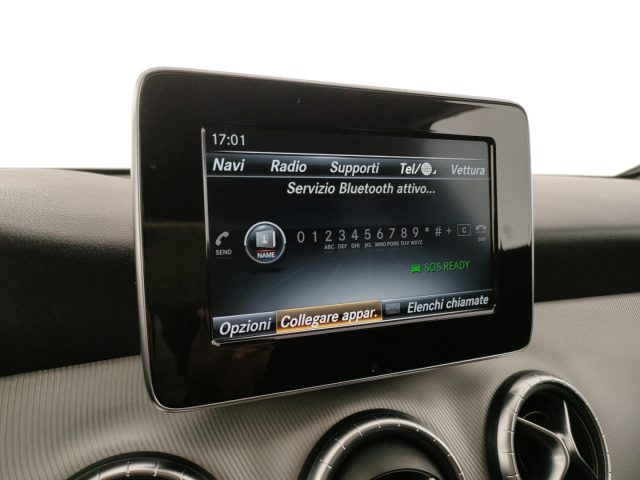 17:01
Navi Radio Supporti Tel/ Vettura
Servizio Bluetooth attivo...
SEND NAME 0 1 2 3 4 5 6 7 8 9 * # + C END
ABC DEF GHI JKL MNO PQRS TUV WXYZ
SOS READY
Opzioni Collegare appar. Elenchi chiamate